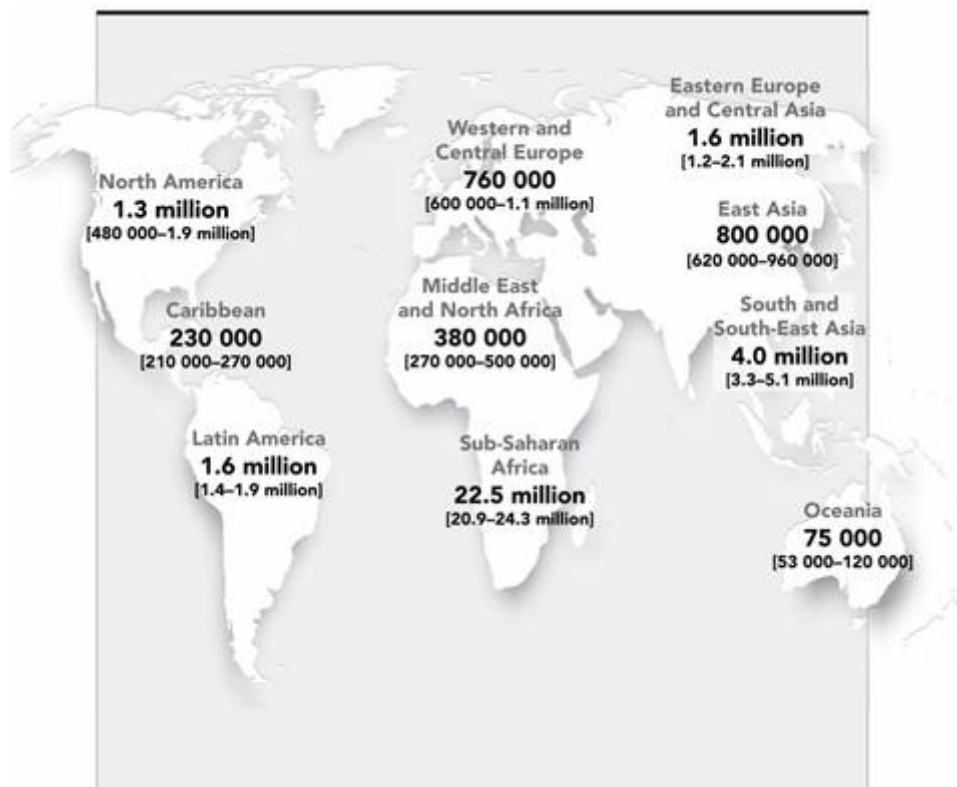 Eastern Europe
and Central Asia
1.6 million
[1.2–2.1 million]
Western and
Central Europe
760 000
[600 000–1.1 million]
North America
1.3 million
[480 000–1.9 million]
East Asia
800 000
[620 000–960 000]
Middle East
and North Africa
380 000
[270 000–500 000]
Caribbean
230 000
[210 000–270 000]
South and
South-East Asia
4.0 million
[3.3–5.1 million]
Latin America
1.6 million
[1.4–1.9 million]
Sub-Saharan
Africa
22.5 million
[20.9–24.3 million]
Oceania
75 000
[53 000–120 000]